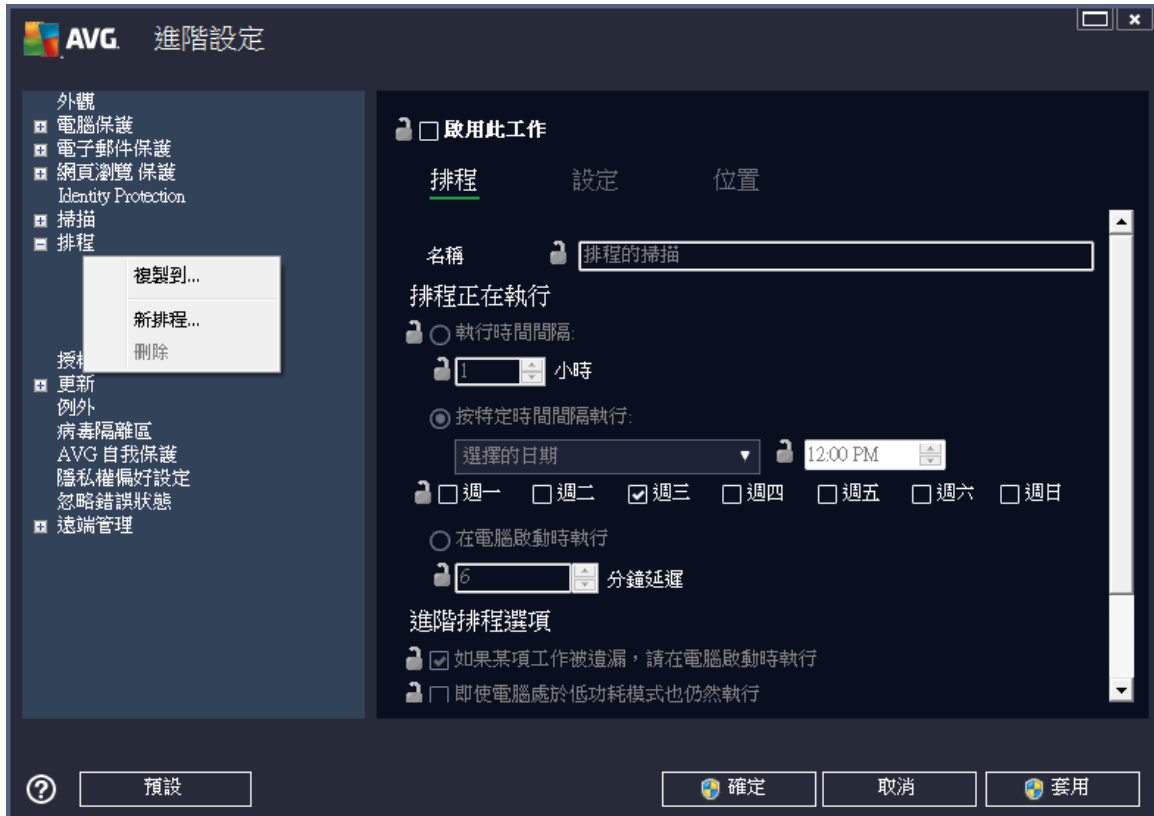 AVG. 進階設定
外觀
電腦保護
電子郵件保護
網頁瀏覽 保護
Identity Protection
掃描
排程
複製到...
新排程...
刪除
更新
例外
病毒隔離區
AVG 自我保護
隱私權偏好設定
忽略錯誤狀態
遠端管理
啟用此工作
排程 設定 位置
名稱 排程的掃描
排程正在執行
執行時間間隔:
1 小時
按特定時間間隔執行:
選擇的日期 12:00 PM
週一 週二 週三 週四 週五 週六 週日
在電腦啟動時執行
6 分鐘延遲
進階排程選項
如果某項工作被遺漏，請在電腦啟動時執行
即使電腦處於低功耗模式也仍然執行
預設 確定 取消 套用